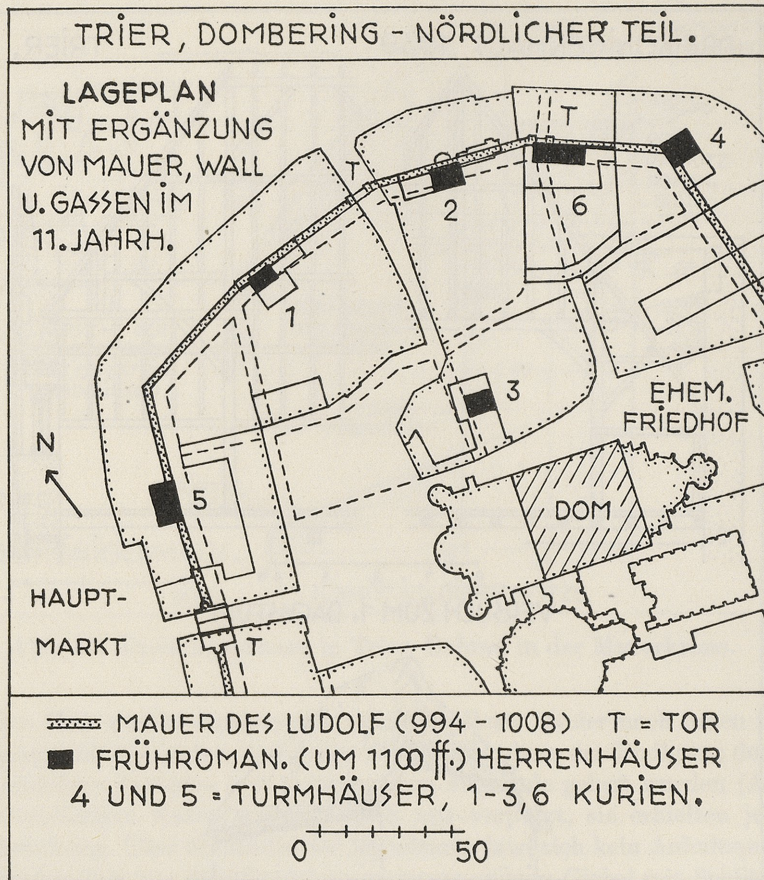 TRIER, DOMBERING - NÖRDLICHER TEIL.
LAGEPLAN
MIT ERGÄNZUNG
VON MAUER, WALL
U. GASSEN IM
11. JAHRH.
T
T
4
2
6
1
3
EHEM.
FRIEDHOF
N
5
DOM
HAUPT-
MARKT
T
MAUER DES LUDOLF (994-1008) T = TOR
FRÜHROMAN. (UM 1100 ff.) HERRENHÄUSER
4 UND 5 = TURMHÄUSER, 1-3,6 KURIEN.
0 50